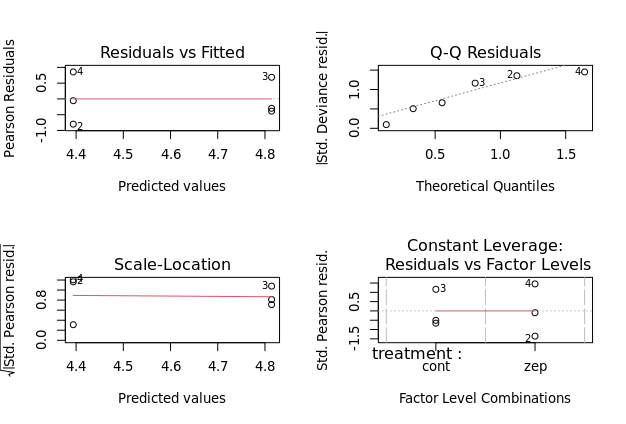 Residuals vs Fitted
Pearson Residuals
0.5
-1.0
4
3
2
4.4 4.5 4.6 4.7 4.8
Predicted values
Q-Q Residuals
|Std. Deviance resid.|
1.0
0.0
3
2
4
0.5 1.0 1.5
Theoretical Quantiles
Scale-Location
√|Std. Pearson resid.|
0.8
0.0
4
2
3
4.4 4.5 4.6 4.7 4.8
Predicted values
Constant Leverage:
Residuals vs Factor Levels
Std. Pearson resid.
0.5
-1.5
3
4
2
treatment :
cont zep
Factor Level Combinations